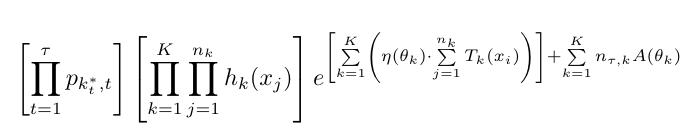 $$\left[\prod_{t=1}^{\tau} p_{k_t^*,t}\right] \left[\prod_{k=1}^{K} \prod_{j=1}^{n_k} h_k(x_j)\right] e^{\left[\sum_{k=1}^{K}\left(\eta(\theta_k)\cdot\sum_{j=1}^{n_k} T_k(x_i)\right)\right]+\sum_{k=1}^{K} n_{\tau,k} A(\theta_k)}$$